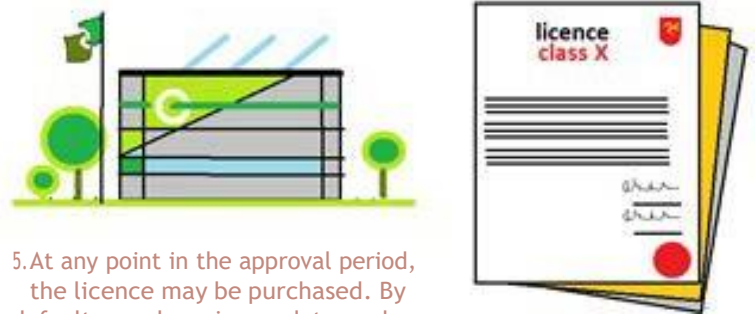 licence
class X
5.At any point in the approval period,
the licence may be purchased. By